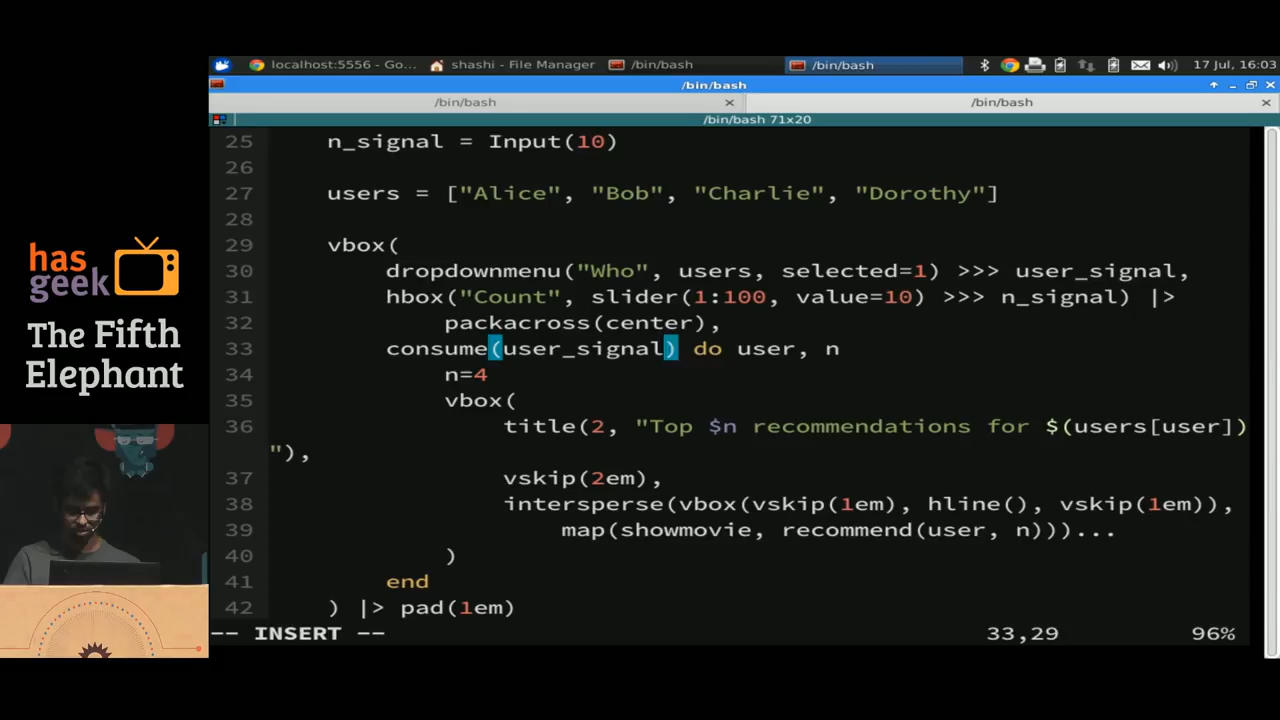 localhost:5556 - Go...
shashi - File Manager
/bin/bash
/bin/bash
17 Jul, 16:03
/bin/bash
/bin/bash
/bin/bash
/bin/bash 71x20
25 n_signal = Input(10)
26
27 users = ["Alice", "Bob", "Charlie", "Dorothy"]
28
29 vbox(
30 dropdownmenu("Who", users, selected=1) >>> user_signal,
31 hbox("Count", slider(1:100, value=10) >>> n_signal) |>
32 packacross(center),
33 consume(user_signal) do user, n
34 n=4
35 vbox(
36 title(2, "Top $n recommendations for $(users[user])
"),
37 vskip(2em),
38 intersperse(vbox(vskip(1em), hline(), vskip(1em)),
39 map(showmovie, recommend(user, n)))...
40 )
41 end
42 ) |> pad(1em)
-- INSERT -- 33,29 96%
has
geek
The Fifth
Elephant